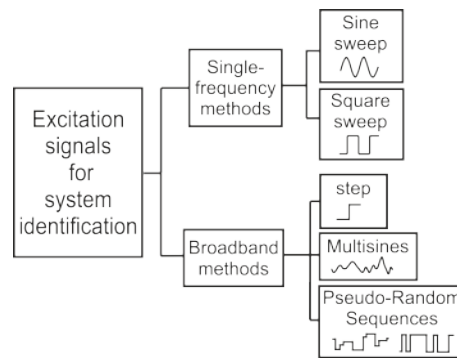 Excitation
signals
for
system
identification
Single-
frequency
methods
Sine
sweep
Square
sweep
Broadband
methods
step
Multisines
Pseudo-Random
Sequences